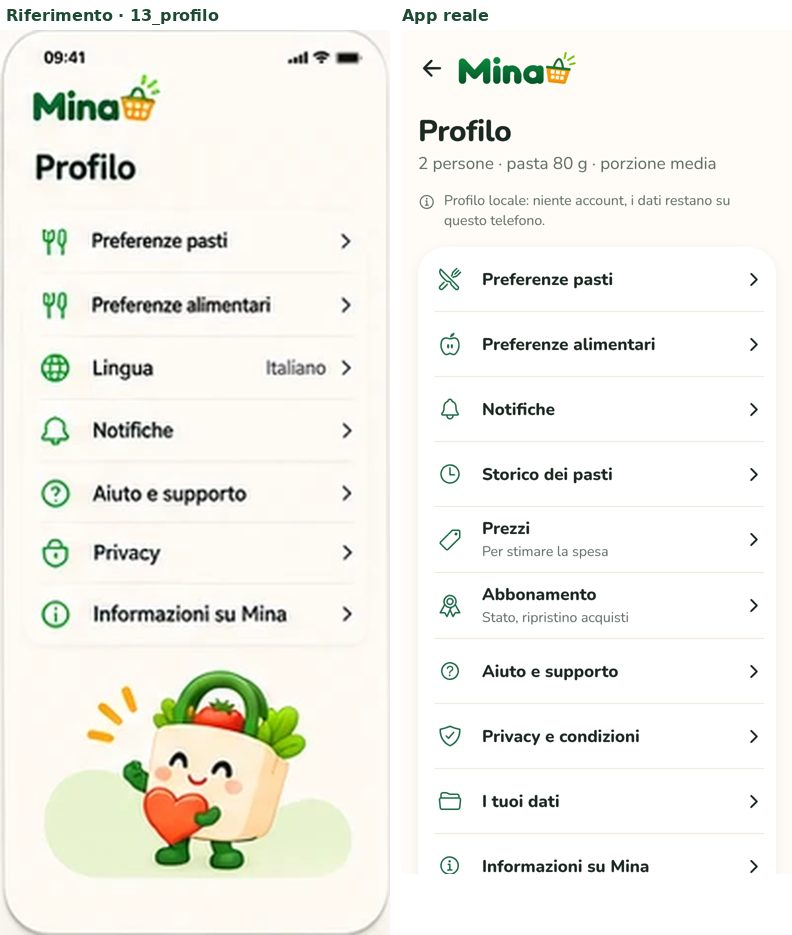 Riferimento · 13_profilo
09:41
Mina
Profilo
Preferenze pasti
Preferenze alimentari
Lingua Italiano
Notifiche
Aiuto e supporto
Privacy
Informazioni su Mina
App reale
Mina
Profilo
2 persone · pasta 80 g · porzione media
Profilo locale: niente account, i dati restano su
questo telefono.
Preferenze pasti
Preferenze alimentari
Notifiche
Storico dei pasti
Prezzi
Per stimare la spesa
Abbonamento
Stato, ripristino acquisti
Aiuto e supporto
Privacy e condizioni
I tuoi dati
Informazioni su Mina